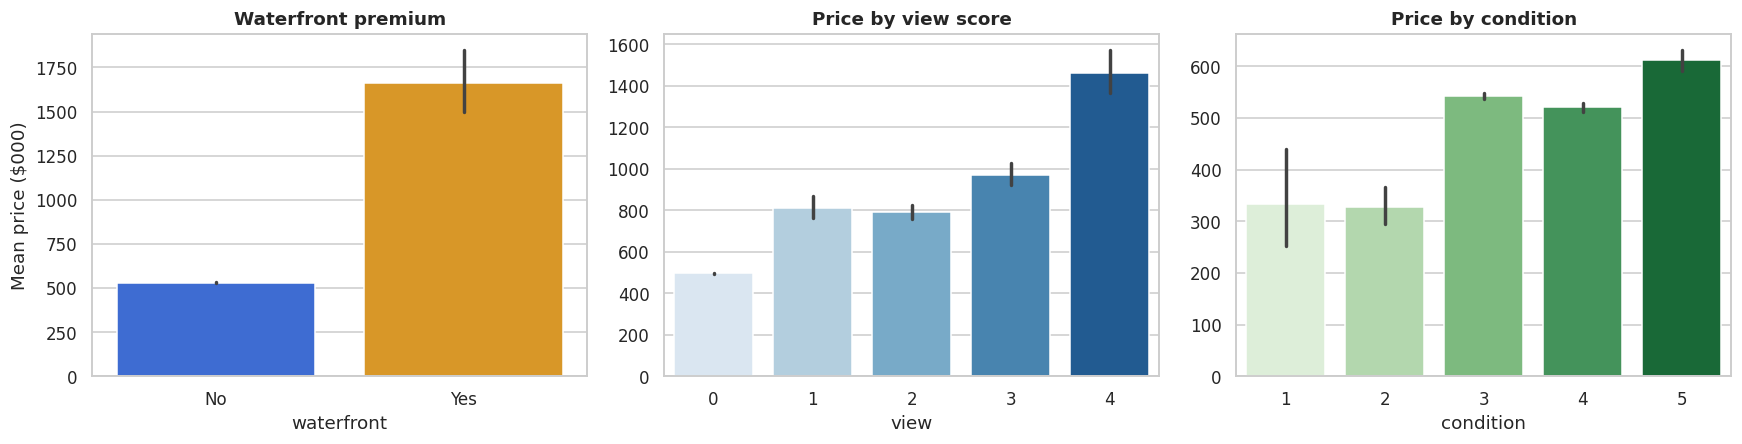 Waterfront premium
Mean price ($000)
1750
1500
1250
1000
750
500
250
0
No Yes
waterfront
Price by view score
1600
1400
1200
1000
800
600
400
200
0
0 1 2 3 4
view
Price by condition
600
500
400
300
200
100
0
1 2 3 4 5
condition